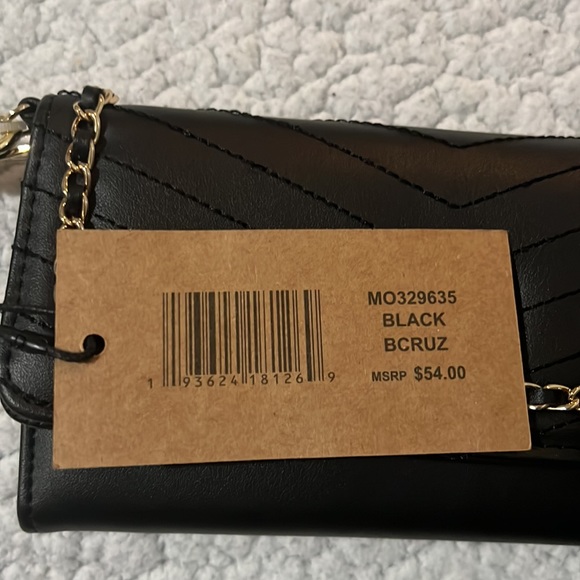 MO329635
BLACK
BCRUZ
MSRP $54.00
1 93624 18126 9